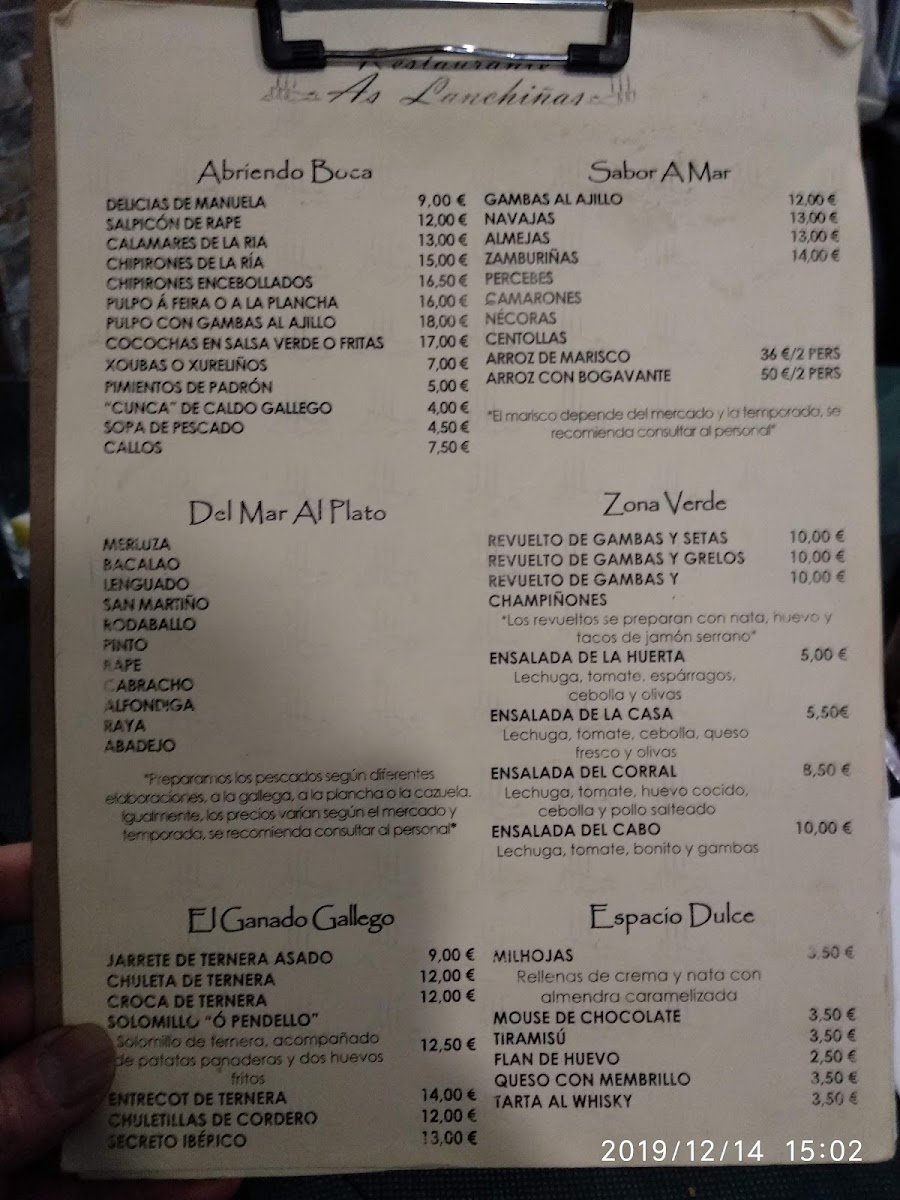 Restaurante
As Lanchiñas
Abriendo Boca
DELICIAS DE MANUELA 9,00 €
SALPICÓN DE RAPE 12,00 €
CALAMARES DE LA RIA 13,00 €
CHIPIRONES DE LA RÍA 15,00 €
CHIPIRONES ENCEBOLLADOS 16,50 €
PULPO Á FEIRA O A LA PLANCHA 16,00 €
PULPO CON GAMBAS AL AJILLO 18,00 €
COCOCHAS EN SALSA VERDE O FRITAS 17,00 €
XOUBAS O XURELIÑOS 7,00 €
PIMIENTOS DE PADRÓN 5,00 €
"CUNCA" DE CALDO GALLEGO 4,00 €
SOPA DE PESCADO 4,50 €
CALLOS 7,50 €
Sabor A Mar
GAMBAS AL AJILLO 12,00 €
NAVAJAS 13,00 €
ALMEJAS 13,00 €
ZAMBURIÑAS 14,00 €
PERCEBES
CAMARONES
NÉCORAS
CENTOLLAS
ARROZ DE MARISCO 36 €/2 PERS
ARROZ CON BOGAVANTE 50 €/2 PERS
*El marisco depende del mercado y la temporada, se
recomienda consultar al personal*
Del Mar Al Plato
MERLUZA
BACALAO
LENGUADO
SAN MARTIÑO
RODABALLO
PINTO
RAPE
CABRACHO
ALFONDIGA
RAYA
ABADEJO
*Preparamos los pescados según diferentes
elaboraciones, a la gallega, a la plancha o la cazuela.
Igualmente, los precios varían según el mercado y
temporada, se recomienda consultar al personal*
Zona Verde
REVUELTO DE GAMBAS Y SETAS 10,00 €
REVUELTO DE GAMBAS Y GRELOS 10,00 €
REVUELTO DE GAMBAS Y 10,00 €
CHAMPIÑONES
*Los revueltos se preparan con nata, huevo y
tacos de jamón serrano*
ENSALADA DE LA HUERTA 5,00 €
Lechuga, tomate, espárragos,
cebolla y olivas
ENSALADA DE LA CASA 5,50€
Lechuga, tomate, cebolla, queso
fresco y olivas
ENSALADA DEL CORRAL 8,50 €
Lechuga, tomate, huevo cocido,
cebolla y pollo salteado
ENSALADA DEL CABO 10,00 €
Lechuga, tomate, bonito y gambas
El Ganado Gallego
JARRETE DE TERNERA ASADO 9,00 €
CHULETA DE TERNERA 12,00 €
CROCA DE TERNERA 12,00 €
SOLOMILLO "Ó PENDELLO"
Solomillo de ternera, acompañado
de patatas panaderas y dos huevos 12,50 €
fritos
ENTRECOT DE TERNERA 14,00 €
CHULETILLAS DE CORDERO 12,00 €
SECRETO IBÉPICO 13,00 €
Espacio Dulce
MILHOJAS 3,50 €
Rellenas de crema y nata con
almendra caramelizada
MOUSE DE CHOCOLATE 3,50 €
TIRAMISÚ 3,50 €
FLAN DE HUEVO 2,50 €
QUESO CON MEMBRILLO 3,50 €
TARTA AL WHISKY 3,50 €
2019/12/14 15:02